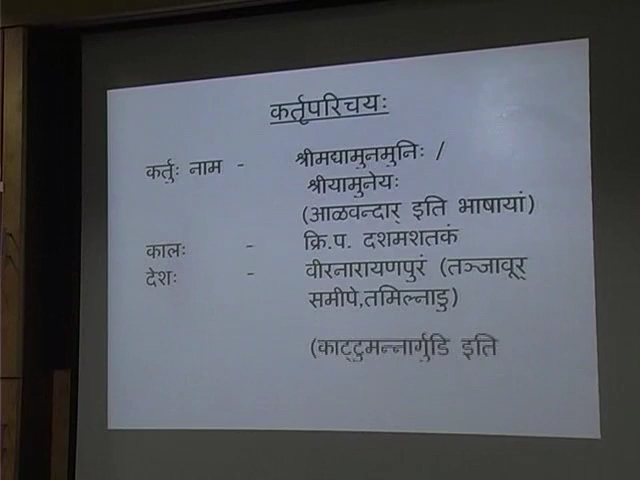 कर्तृपरिचयः
कर्तुः नाम - श्रीमद्यामुनमुनिः /
श्रीयामुनेयः
(आळवन्दार् इति भाषायां)
कालः - क्रि.प. दशमशतकं
देशः - वीरनारायणपुरं (तञ्जावूर्
समीपे,तमिल्नाडु)
(काट्टुमन्नार्गुडि इति